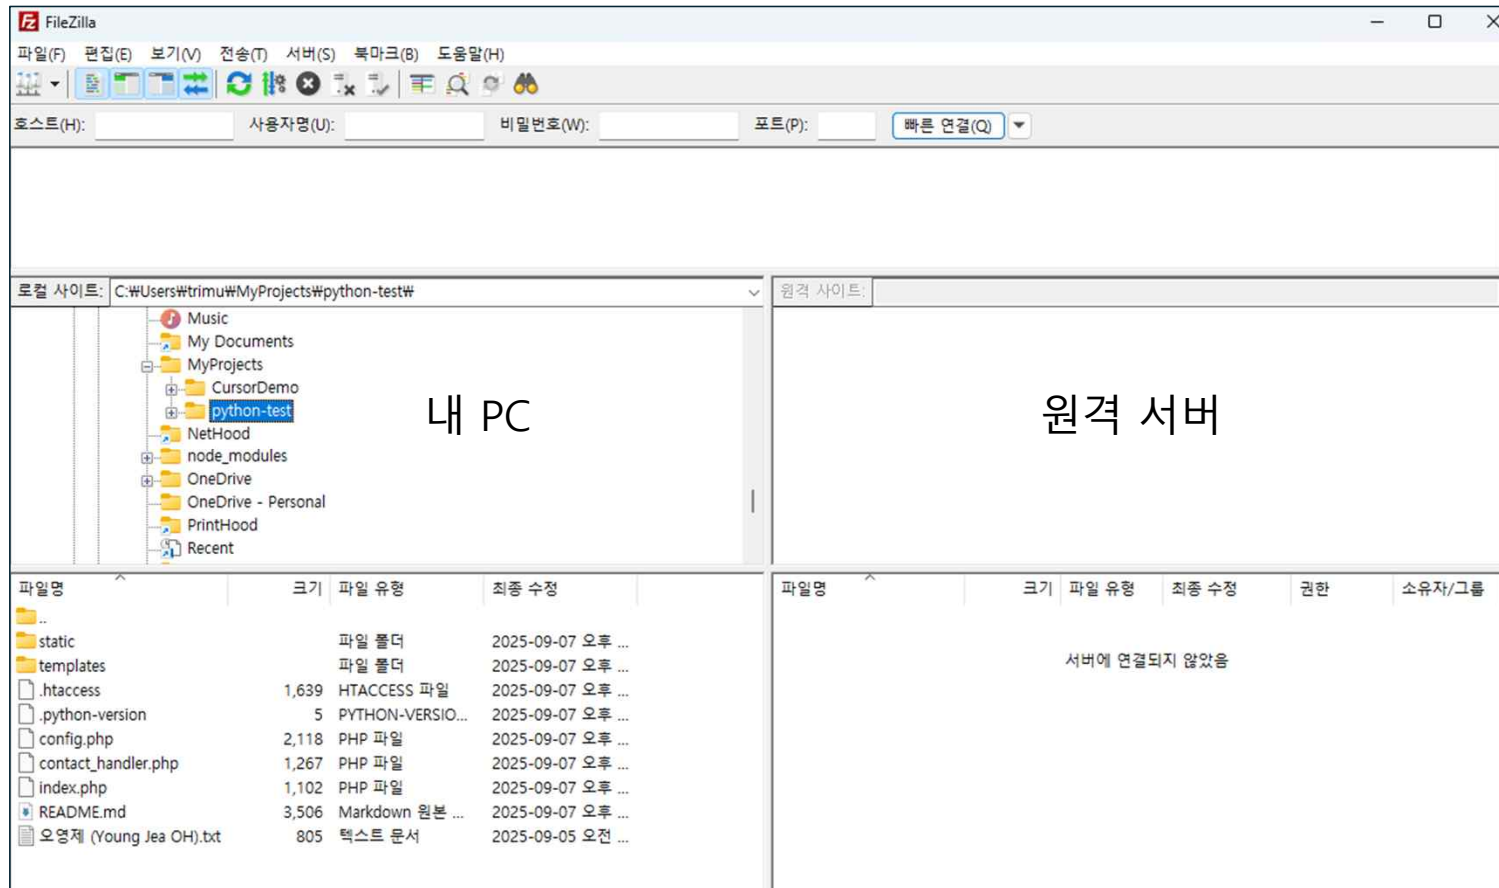 FileZilla
파일(F) 편집(E) 보기(V) 전송(T) 서버(S) 북마크(B) 도움말(H)
호스트(H): 사용자명(U): 비밀번호(W): 포트(P): 빠른 연결(Q)
로컬 사이트: C:₩Users₩trimu₩MyProjects₩python-test₩
Music
My Documents
MyProjects
CursorDemo
python-test
NetHood
node_modules
OneDrive
OneDrive - Personal
PrintHood
Recent
내 PC
원격 사이트:
원격 서버
파일명 크기 파일 유형 최종 수정
..
static 파일 폴더 2025-09-07 오후 ...
templates 파일 폴더 2025-09-07 오후 ...
.htaccess 1,639 HTACCESS 파일 2025-09-07 오후 ...
.python-version 5 PYTHON-VERSIO... 2025-09-07 오후 ...
config.php 2,118 PHP 파일 2025-09-07 오후 ...
contact_handler.php 1,267 PHP 파일 2025-09-07 오후 ...
index.php 1,102 PHP 파일 2025-09-07 오후 ...
README.md 3,506 Markdown 원본 ... 2025-09-07 오후 ...
오영제 (Young Jea OH).txt 805 텍스트 문서 2025-09-05 오전 ...
파일명 크기 파일 유형 최종 수정 권한 소유자/그룹
서버에 연결되지 않았음